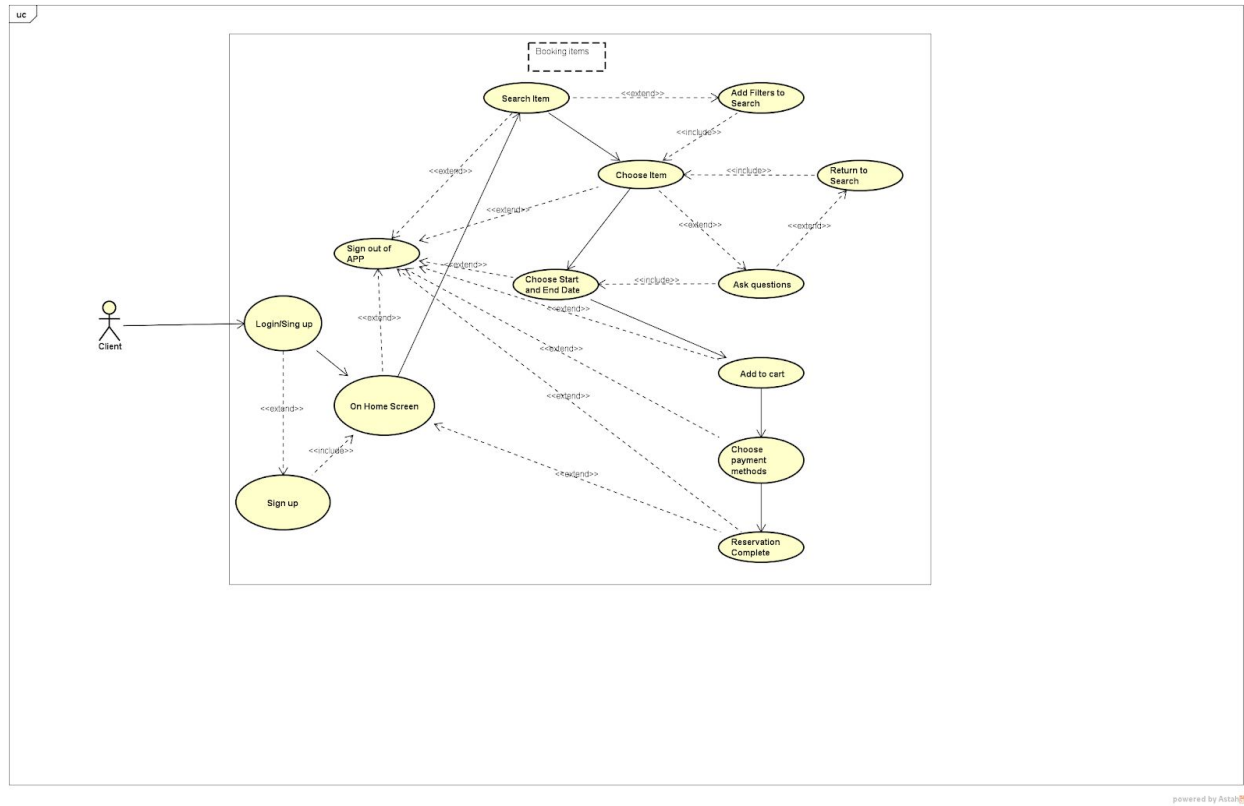 uc
Booking items
Search Item
<<extend>>
Add Filters to
Search
<<include>>
<<extend>>
Choose Item
<<include>>
Return to
Search
<<extend>>
<<extend>>
<<extend>>
Sign out of
APP
<<extend>>
Choose Start
and End Date
<<include>>
Ask questions
<<extend>>
Login/Sing up
<<extend>>
Client
<<extend>>
Add to cart
<<extend>>
On Home Screen
<<extend>>
<<include>>
Choose
payment
methods
<<extend>>
Sign up
Reservation
Complete
powered by Astah